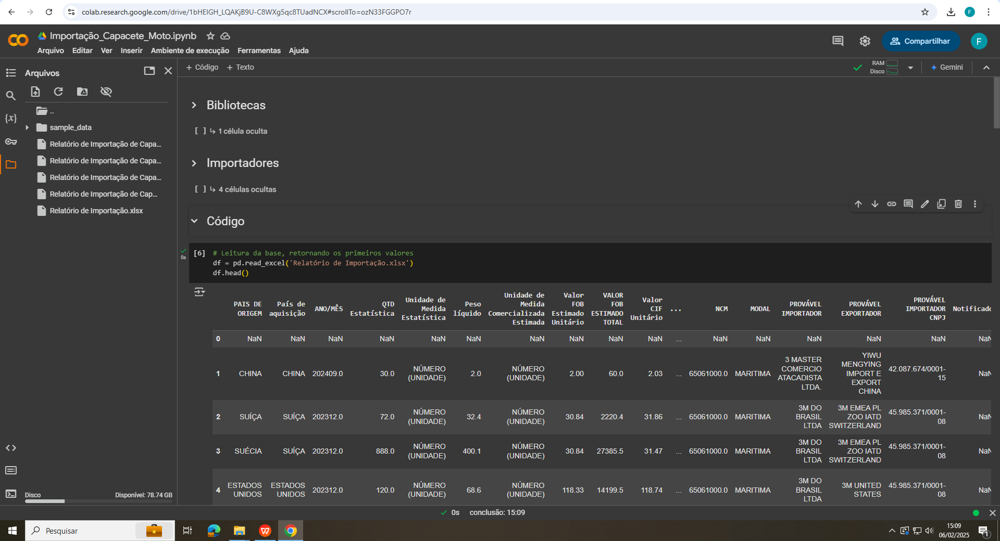 colab.research.google.com/drive/1bHEIGH_LQAKjB9U-C8WXg5qc8TUadNCX#scrollTo=ozN33FGGPO7r
F
Importação_Capacete_Moto.ipynb
Arquivo Editar Ver Inserir Ambiente de execução Ferramentas Ajuda
Compartilhar
F
Arquivos
+ Código + Texto
RAM
Disco
Gemini
..
sample_data
Relatório de Importação de Capa...
Relatório de Importação de Capa...
Relatório de Importação de Capa...
Relatório de Importação de Cap...
Relatório de Importação.xlsx
{x}
Disco Disponível: 78.74 GB
Bibliotecas
[ ] ↳ 1 célula oculta
Importadores
[ ] ↳ 4 células ocultas
Código
0s
[6] # Leitura da base, retornando os primeiros valores
df = pd.read_excel('Relatório de Importação.xlsx')
df.head()
PAIS DE ORIGEM País de aquisição ANO/MÊS QTD Estatística Unidade de Medida Estatística Peso líquido Unidade de Medida Comercializada Estimada Valor FOB Estimado Unitário VALOR FOB ESTIMADO TOTAL Valor CIF Unitário ... NCM MODAL PROVÁVEL IMPORTADOR PROVÁVEL EXPORTADOR PROVÁVEL IMPORTADOR CNPJ Notificado
0 NaN NaN NaN NaN NaN NaN NaN NaN NaN NaN ... NaN NaN NaN NaN NaN NaN
1 CHINA CHINA 202409.0 30.0 NÚMERO (UNIDADE) 2.0 NÚMERO (UNIDADE) 2.00 60.0 2.03 ... 65061000.0 MARITIMA 3 MASTER COMERCIO ATACADISTA LTDA. YIWU MENGYING IMPORT E EXPORT CHINA 42.087.674/0001-15 NaN
2 SUÍÇA SUÍÇA 202312.0 72.0 NÚMERO (UNIDADE) 32.4 NÚMERO (UNIDADE) 30.84 2220.4 31.86 ... 65061000.0 MARITIMA 3M DO BRASIL LTDA 3M EMEA PL ZOO IATD SWITZERLAND 45.985.371/0001-08 NaN
3 SUÉCIA SUÍÇA 202312.0 888.0 NÚMERO (UNIDADE) 400.1 NÚMERO (UNIDADE) 30.84 27385.5 31.47 ... 65061000.0 MARITIMA 3M DO BRASIL LTDA 3M EMEA PL ZOO IATD SWITZERLAND 45.985.371/0001-08 NaN
4 ESTADOS UNIDOS ESTADOS UNIDOS 202312.0 120.0 NÚMERO (UNIDADE) 68.6 NÚMERO (UNIDADE) 118.33 14199.5 118.74 ... 65061000.0 MARITIMA 3M DO BRASIL LTDA 3M UNITED STATES 45.985.371/0001-08 NaN
0s conclusão: 15:09
Pesquisar
15:09
06/02/2025
1